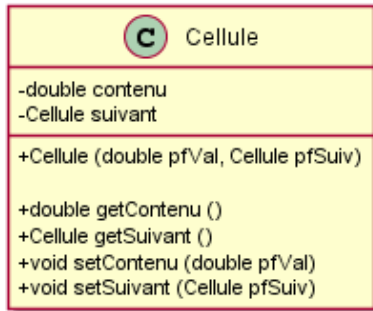 C Cellule
-double contenu
-Cellule suivant
+Cellule (double pfVal, Cellule pfSuiv)
+double getContenu ()
+Cellule getSuivant ()
+void setContenu (double pfVal)
+void setSuivant (Cellule pfSuiv)